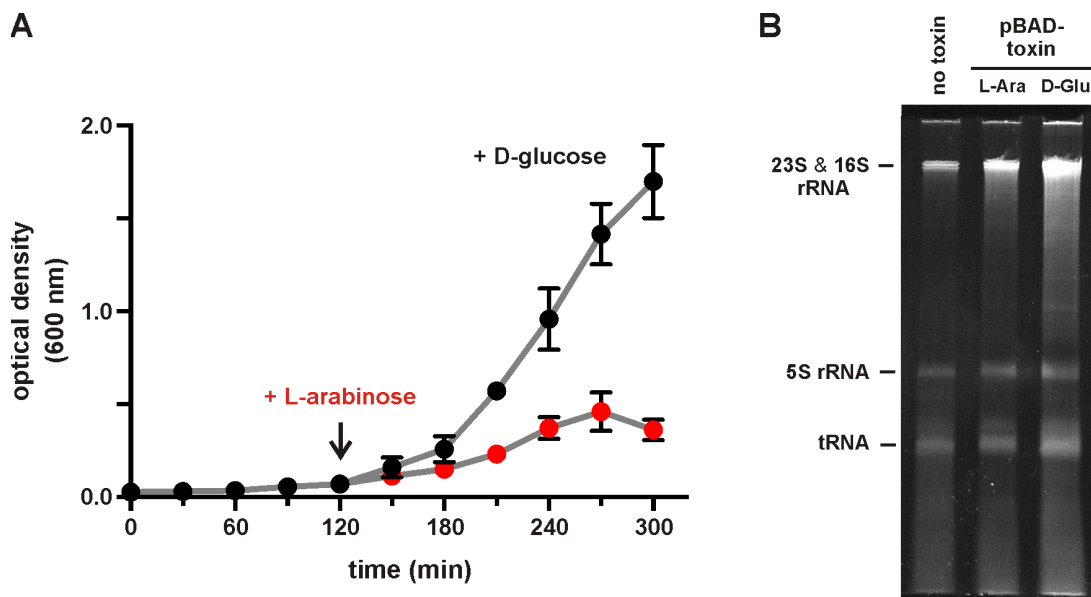 A
optical density
(600 nm)
2.0
1.0
0.0
+ D-glucose
+ L-arabinose
0
60
120
180
240
300
time (min)
B
no toxin
pBAD-
toxin
L-Ara
D-Glu
23S & 16S
rRNA
5S rRNA
tRNA